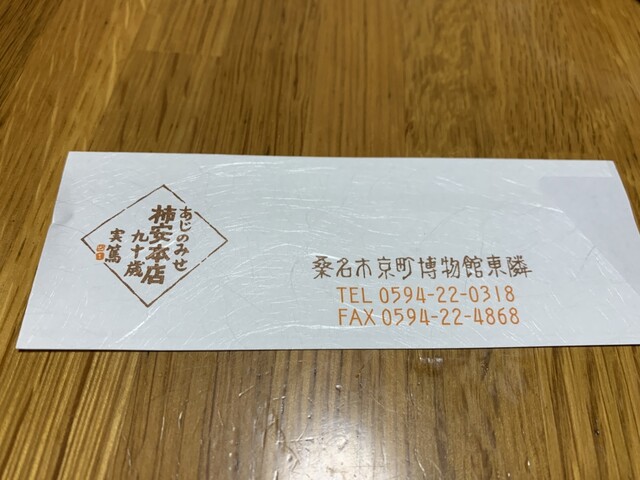 あじのみせ
柿安本店
九十歳
実篤
桑名市京町博物館東隣
TEL 0594-22-0318
FAX 0594-22-4868